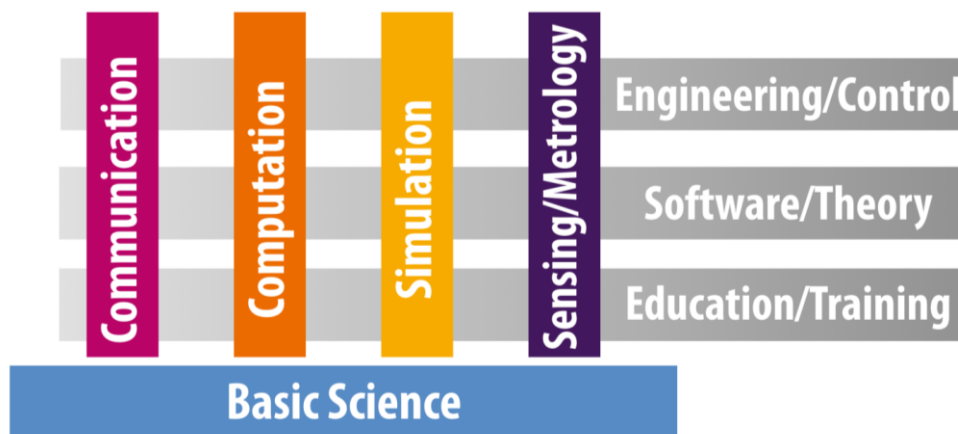 Communication
Computation
Simulation
Sensing/Metrology
Engineering/Control
Software/Theory
Education/Training
Basic Science